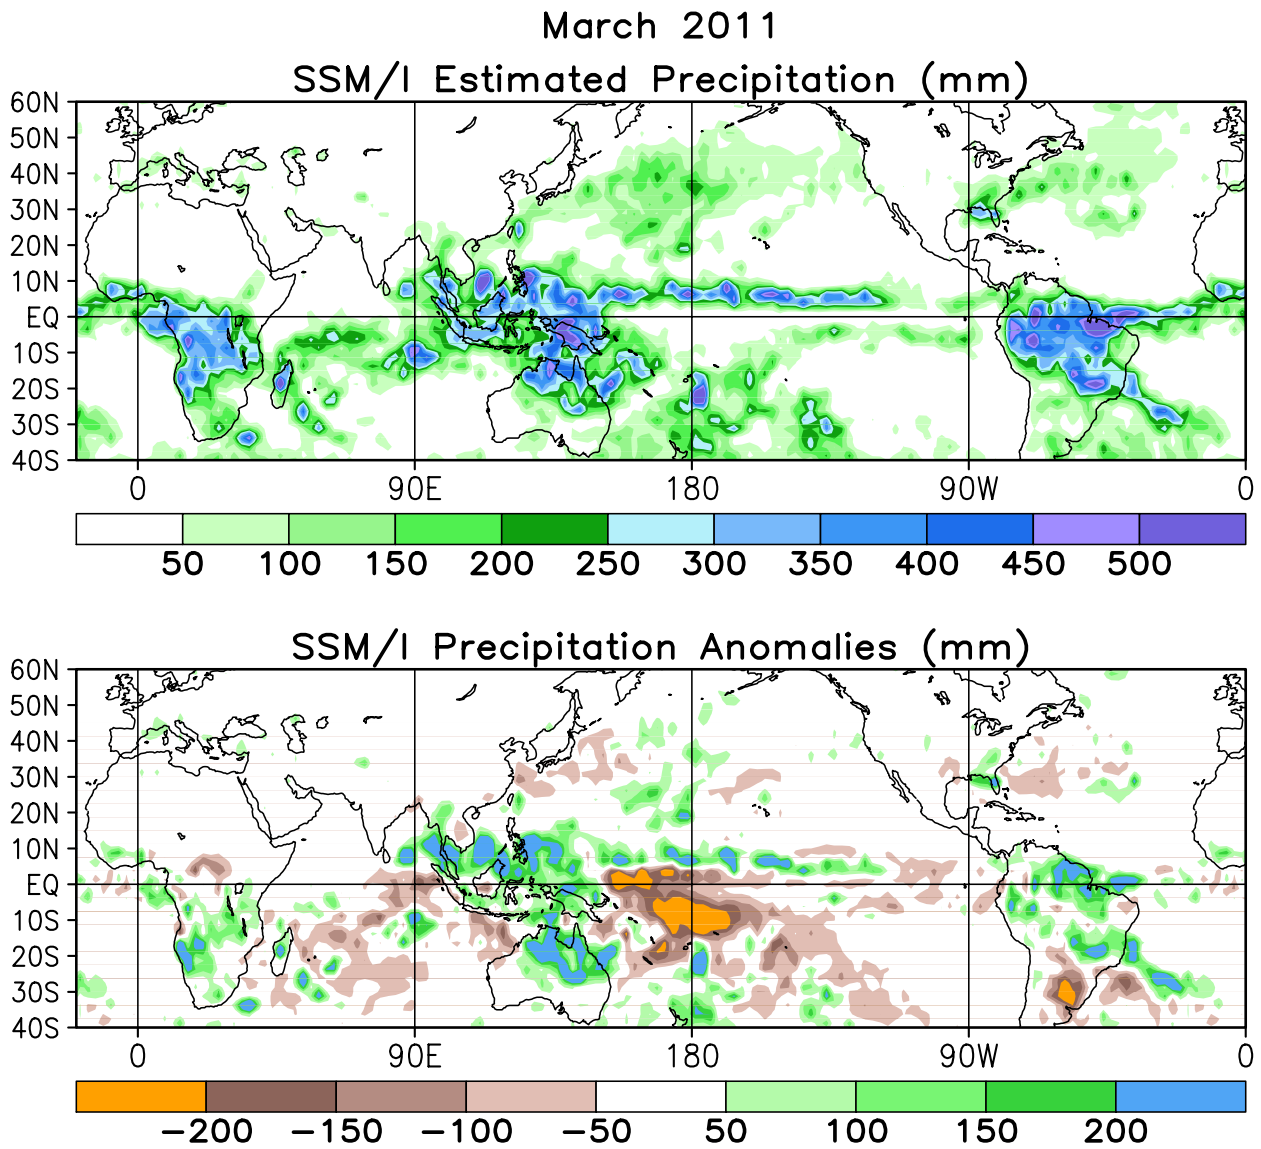 March 2011
SSM/I Estimated Precipitation (mm)
60N
50N
40N
30N
20N
10N
EQ
10S
20S
30S
40S
0 90E 180 90W 0
50 100 150 200 250 300 350 400 450 500
SSM/I Precipitation Anomalies (mm)
60N
50N
40N
30N
20N
10N
EQ
10S
20S
30S
40S
0 90E 180 90W 0
−200 −150 −100 −50 50 100 150 200